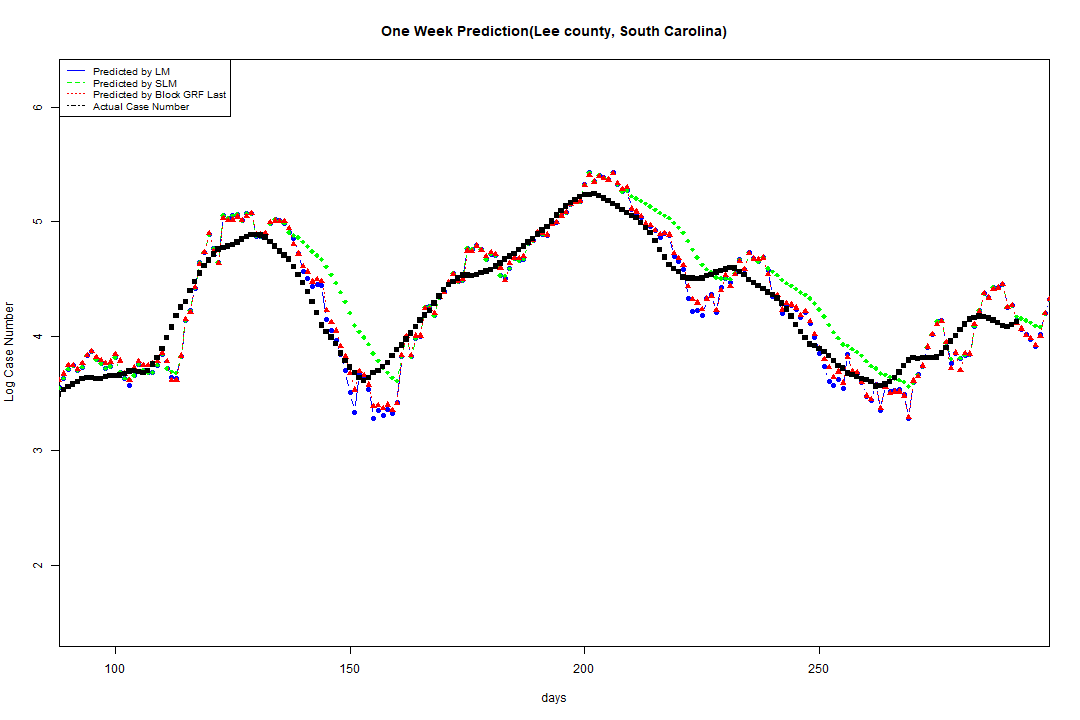 One Week Prediction(Lee county, South Carolina)
Predicted by LM
Predicted by SLM
Predicted by Block GRF Last
Actual Case Number
6
5
4
3
2
Log Case Number
100
150
200
250
days